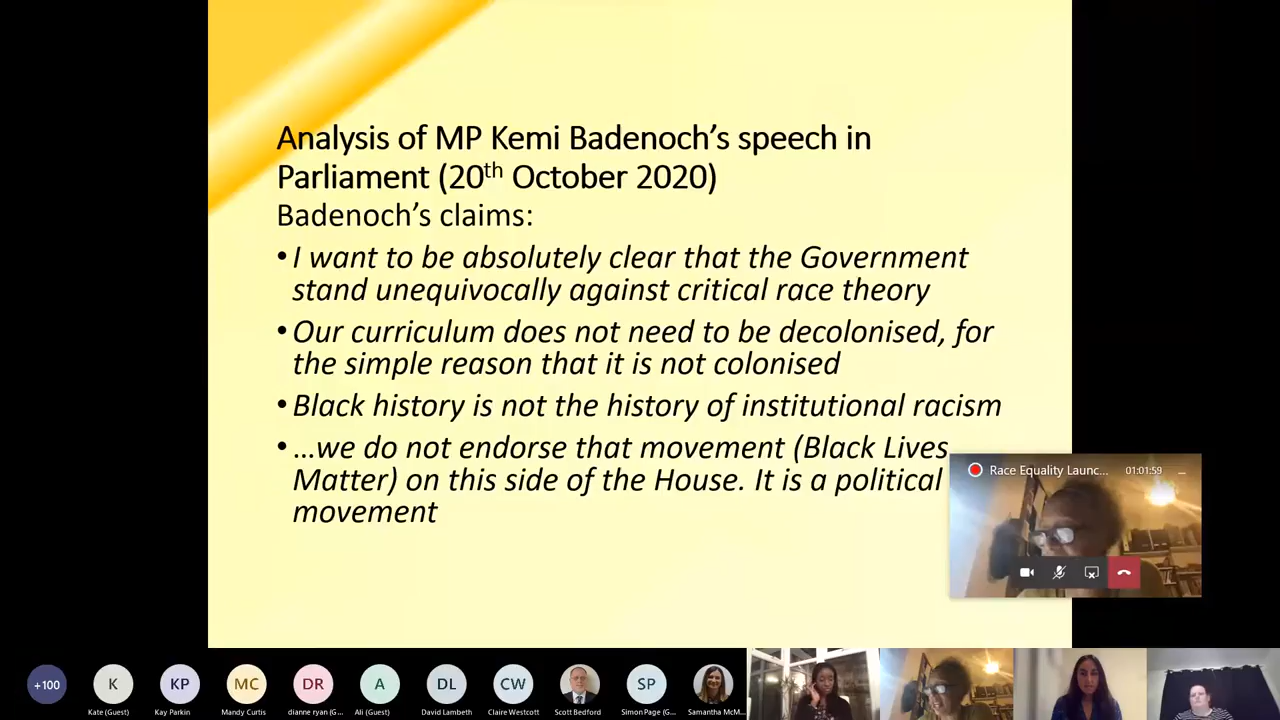 Analysis of MP Kemi Badenoch’s speech in
Parliament (20th October 2020)
Badenoch’s claims:
•I want to be absolutely clear that the Government
stand unequivocally against critical race theory
•Our curriculum does not need to be decolonised, for
the simple reason that it is not colonised
•Black history is not the history of institutional racism
•…we do not endorse that movement (Black Lives
Matter) on this side of the House. It is a political
movement
Race Equality Launc... 01:01:59
+100 K KP MC DR A DL CW SP
Kate (Guest) Kay Parkin Mandy Curtis dianne ryan (G... Ali (Guest) David Lambeth Claire Westcott Scott Bedford Simon Page (G... Samantha McM...